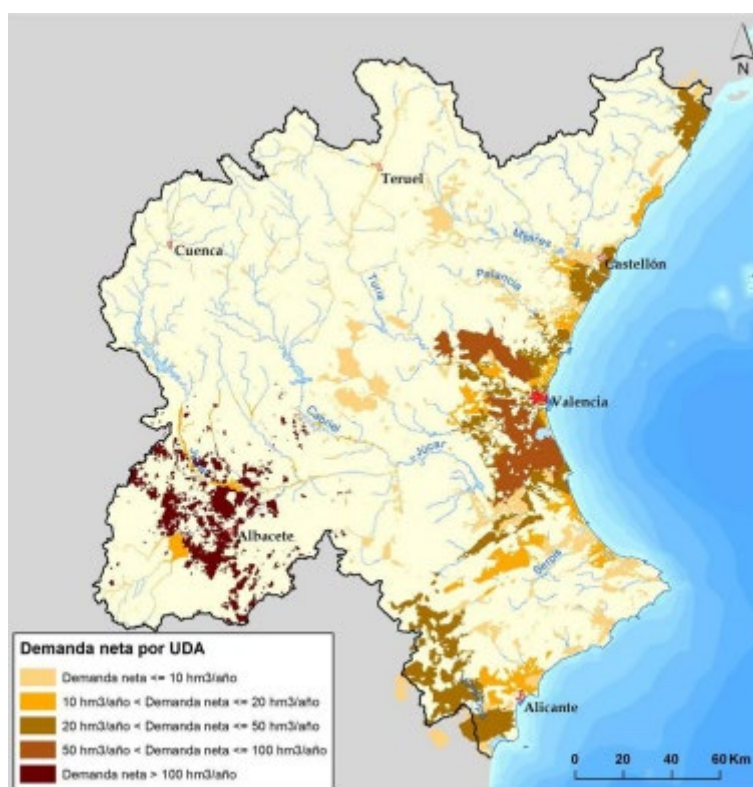 N
Teruel
Cuenca
Mijares
Castellón
Palancia
Turia
Valencia
Cabriel
Júcar
Albacete
Serpis
Alicante
Demanda neta por UDA
Demanda neta <= 10 hm3/año
10 hm3/año < Demanda neta <= 20 hm3/año
20 hm3/año < Demanda neta <= 50 hm3/año
50 hm3/año < Demanda neta <= 100 hm3/año
Demanda neta > 100 hm3/año
0 20 40 60 Km